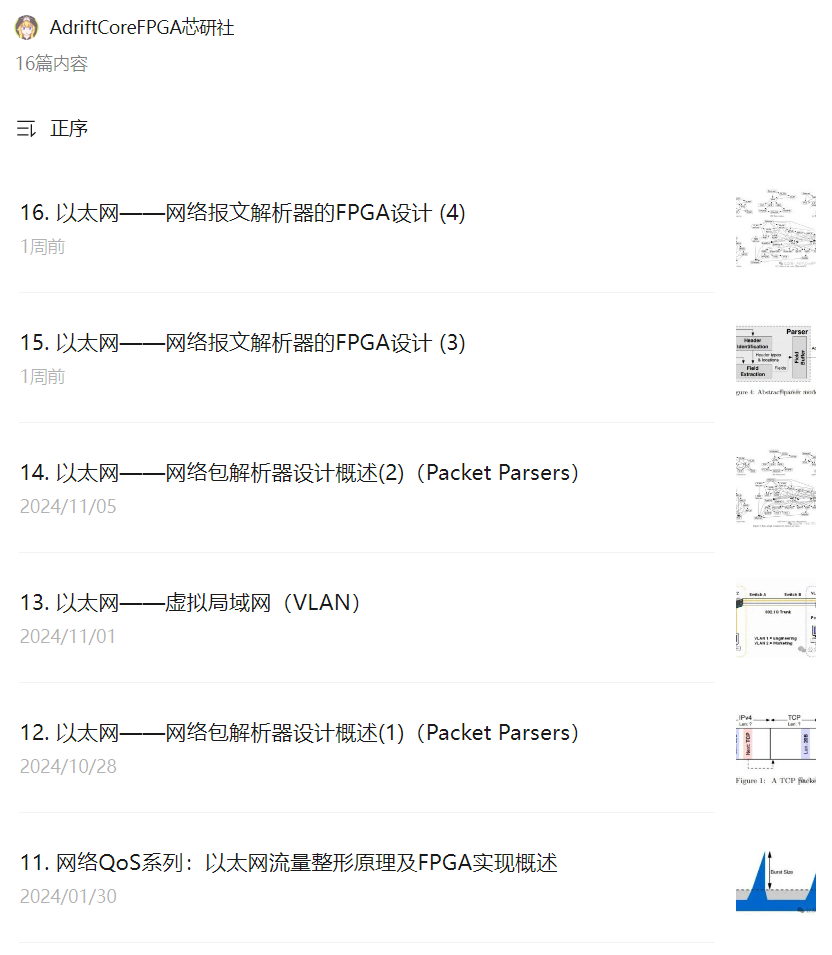 AdriftCoreFPGA芯研社
16篇内容
正序
16. 以太网——网络报文解析器的FPGA设计 (4)
1周前
15. 以太网——网络报文解析器的FPGA设计 (3)
1周前
Parser
Header
Identification
Header types
& locations
Field
Buffer
Field
Extraction
Fields
gure 4: Abstract parser mode
14. 以太网——网络包解析器设计概述(2)（Packet Parsers）
2024/11/05
13. 以太网——虚拟局域网（VLAN）
2024/11/01
Switch A
Switch B
802.1Q Trunk
VLAN 1 = Engineering
VLAN 2 = Marketing
12. 以太网——网络包解析器设计概述(1)（Packet Parsers）
2024/10/28
IPv4
TCP
Len: ?
Len: ?
Next: TCP
Len: 20B
Figure 1: A TCP packe
11. 网络QoS系列：以太网流量整形原理及FPGA实现概述
2024/01/30
Burst Size